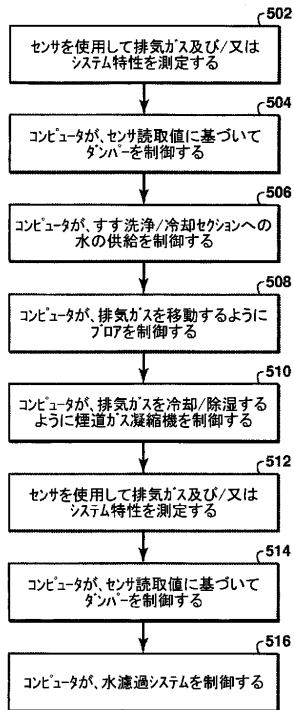 502
センサを使用して排気ガス及び/又は
システム特性を測定する
504
コンピュータが、センサ読取値に基づいて
ダンパーを制御する
506
コンピュータが、すす洗浄/冷却セクションへの
水の供給を制御する
508
コンピュータが、排気ガスを移動するように
ブロアを制御する
510
コンピュータが、排気ガスを冷却/除湿する
ように煙道ガス凝縮機を制御する
512
センサを使用して排気ガス及び/又は
システム特性を測定する
514
コンピュータが、センサ読取値に基づいて
ダンパーを制御する
516
コンピュータが、水濾過システムを制御する